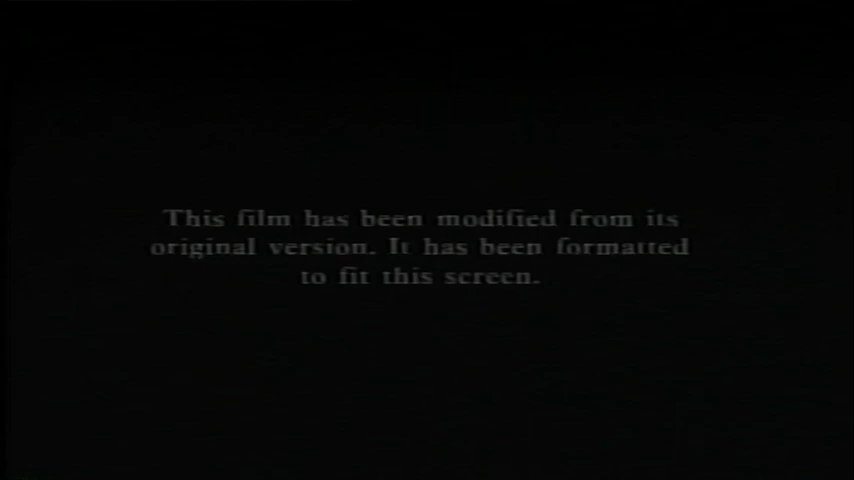 This film has been modified from its
original version. It has been formatted
to fit this screen.